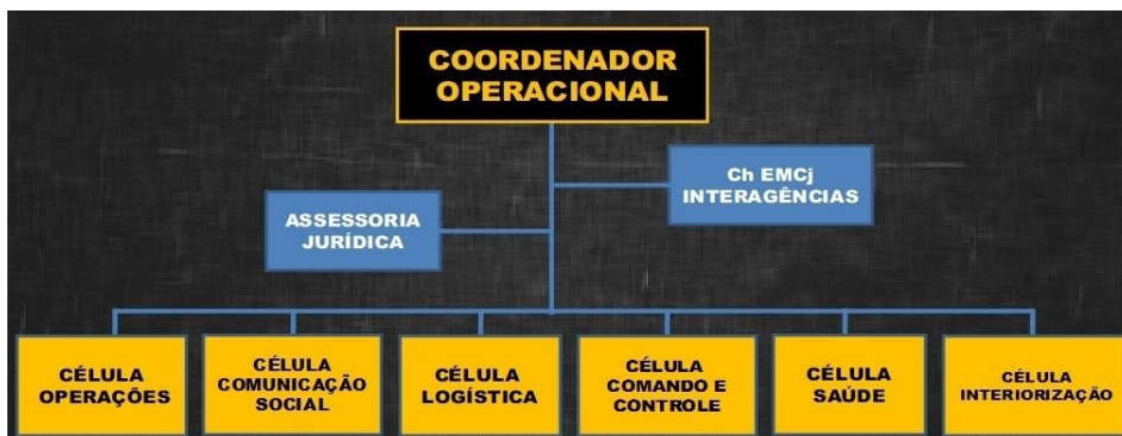 COORDENADOR
OPERACIONAL
Ch EMCj
INTERAGÊNCIAS
ASSESSORIA
JURÍDICA
CÉLULA
OPERAÇÕES
CÉLULA
COMUNICAÇÃO
SOCIAL
CÉLULA
LOGÍSTICA
CÉLULA
COMANDO E
CONTROLE
CÉLULA
SAÚDE
CÉLULA
INTERIORIZAÇÃO